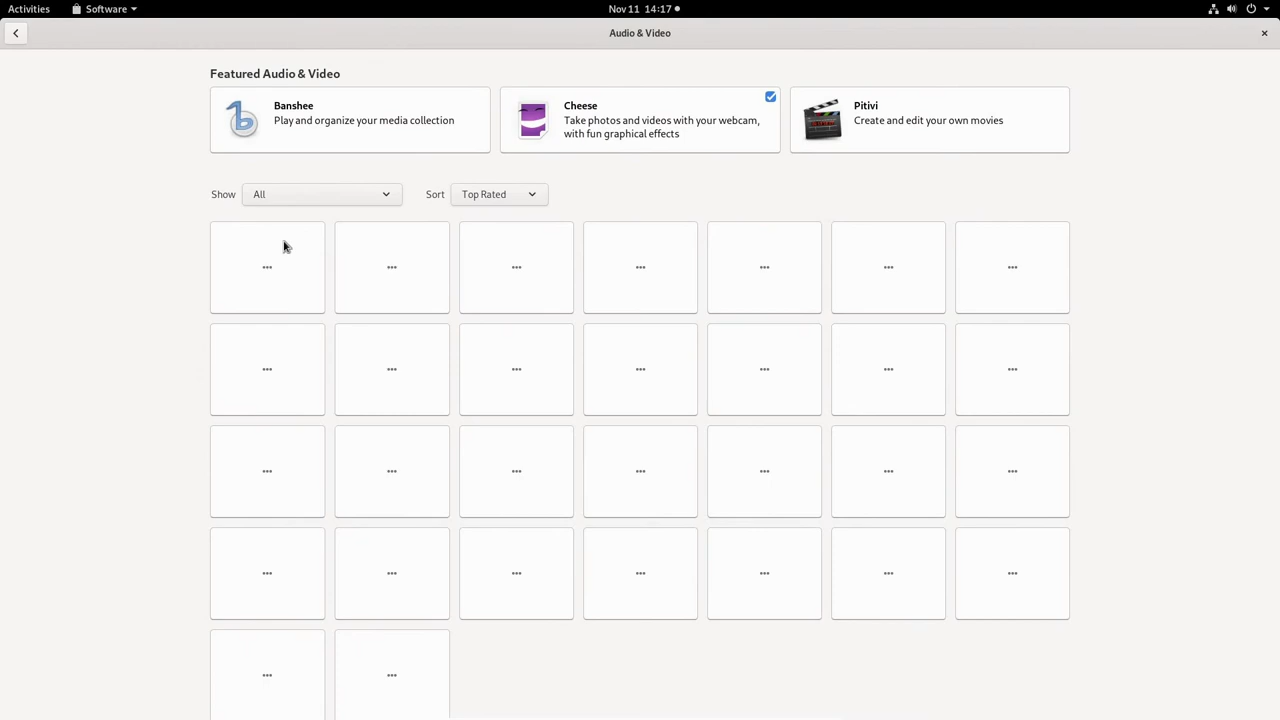 Activities Software Nov 11 14:17
Audio & Video
Featured Audio & Video
Banshee
Play and organize your media collection
Cheese
Take photos and videos with your webcam,
with fun graphical effects
Pitivi
Create and edit your own movies
Show All Sort Top Rated
... ... ... ... ... ... ...
... ... ... ... ... ... ...
... ... ... ... ... ... ...
... ... ... ... ... ... ...
... ...